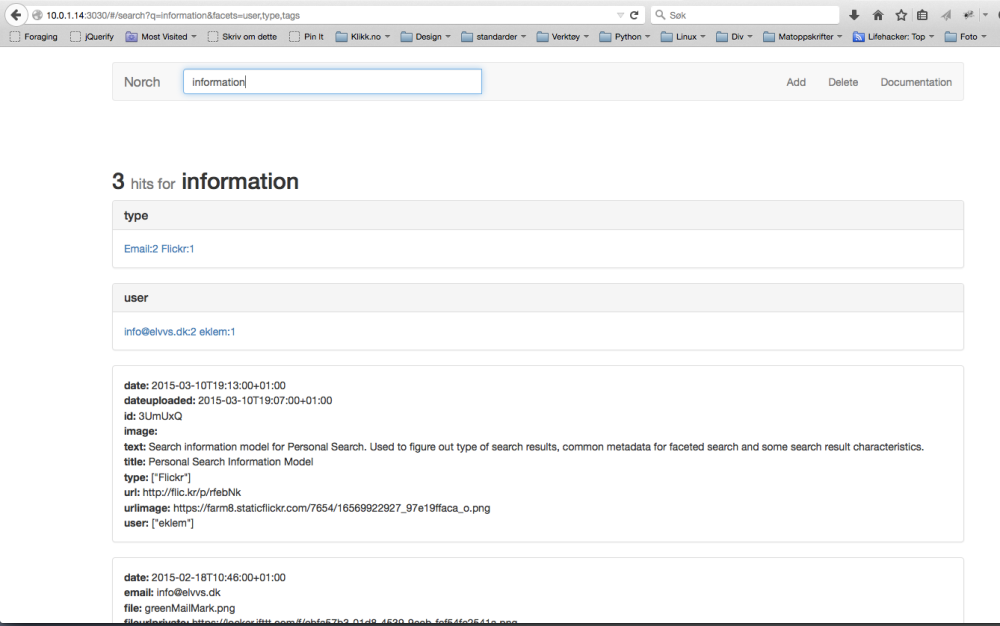 10.0.1.14:3030/#/search?q=information&facets=user,type,tags
Søk
Foraging jQuerify Most Visited Skriv om dette Pin It Klikk.no Design standarder Verktøy Python Linux Div Matoppskrifter Lifehacker: Top Foto
Norch information Add Delete Documentation
3 hits for information
type
Email:2 Flickr:1
user
info@elvvs.dk:2 eklem:1
date: 2015-03-10T19:13:00+01:00
dateuploaded: 2015-03-10T19:07:00+01:00
id: 3UmUxQ
image:
text: Search information model for Personal Search. Used to figure out type of search results, common metadata for faceted search and some search result characteristics.
title: Personal Search Information Model
type: ["Flickr"]
url: http://flic.kr/p/rfebNk
urlimage: https://farm8.staticflickr.com/7654/16569922927_97e19ffaca_o.png
user: ["eklem"]
date: 2015-02-18T10:46:00+01:00
email: info@elvvs.dk
file: greenMailMark.png